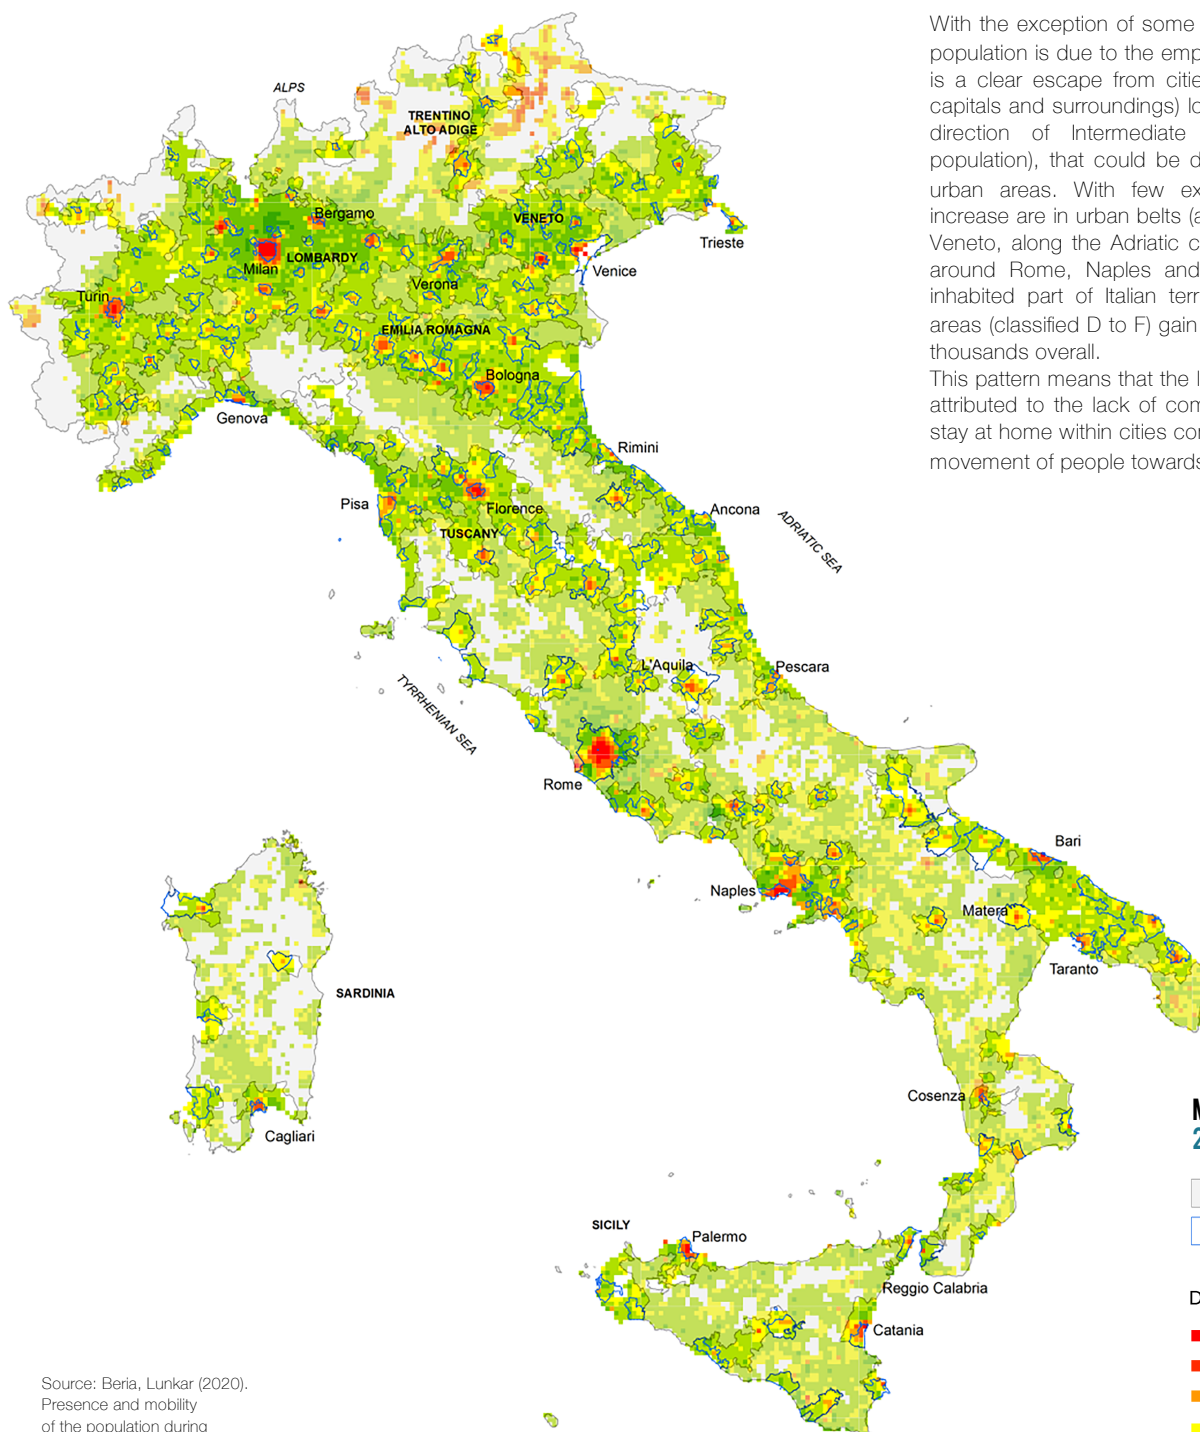 With the exception of some
population is due to the emp
is a clear escape from citie
capitals and surroundings) lo
direction of Intermediate
population), that could be d
urban areas. With few ex
increase are in urban belts (a
Veneto, along the Adriatic c
around Rome, Naples and
inhabited part of Italian terr
areas (classified D to F) gain
thousands overall.
This pattern means that the l
attributed to the lack of com
stay at home within cities cor
movement of people towards
ALPS
TRENTINO
ALTO ADIGE
Bergamo
VENETO
Trieste
Milan
LOMBARDY
Venice
Verona
Turin
EMILIA ROMAGNA
Bologna
Genova
Rimini
Pisa
Florence
Ancona
ADRIATIC SEA
TUSCANY
L'Aquila
Pescara
TYRRHENIAN SEA
Rome
Bari
Naples
Matera
Taranto
SARDINIA
Cosenza
Cagliari
SICILY
Palermo
Reggio Calabria
Catania
M
2
D
Source: Beria, Lunkar (2020).
Presence and mobility
of the population during